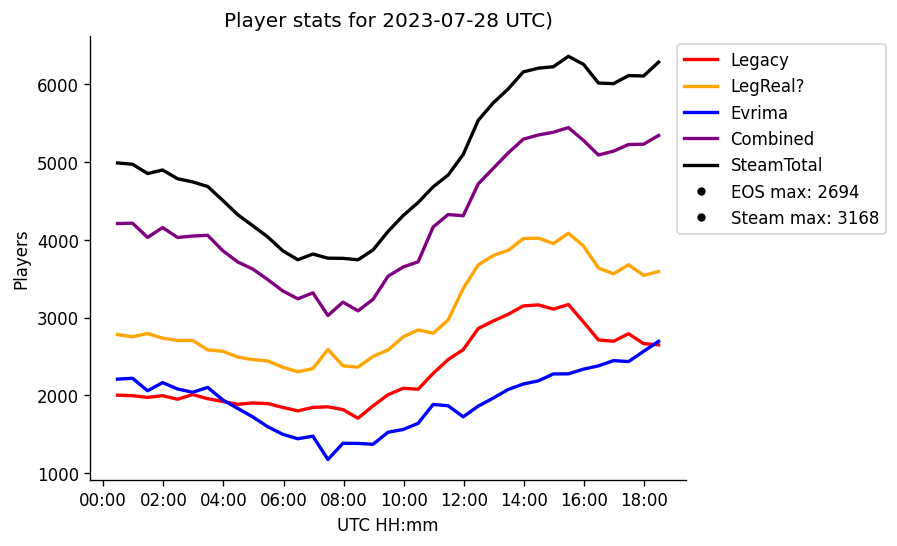 Player stats for 2023-07-28 UTC)
Legacy
LegReal?
Evrima
Combined
SteamTotal
EOS max: 2694
Steam max: 3168
Players
6000
5000
4000
3000
2000
1000
00:00 02:00 04:00 06:00 08:00 10:00 12:00 14:00 16:00 18:00
UTC HH:mm